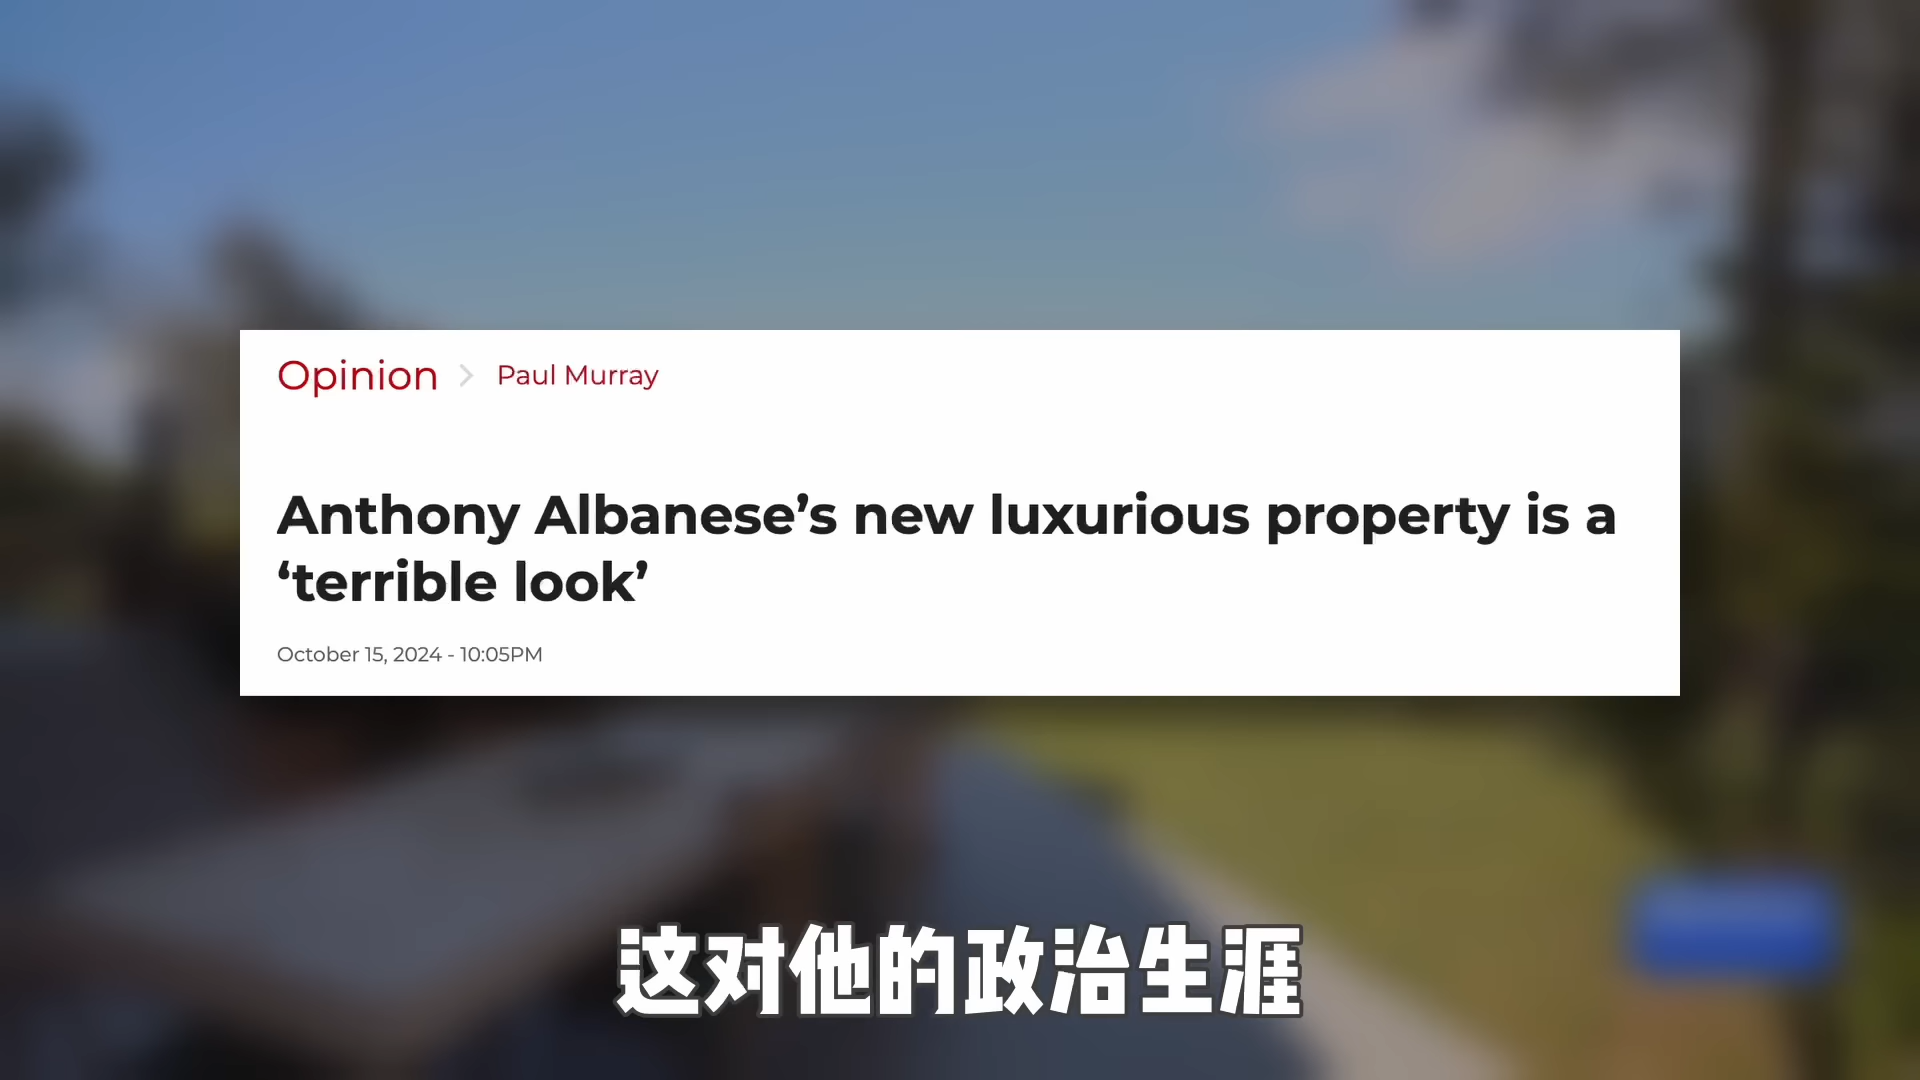 Opinion > Paul Murray
Anthony Albanese’s new luxurious property is a
‘terrible look’
October 15, 2024 - 10:05PM
这对他的政治生涯